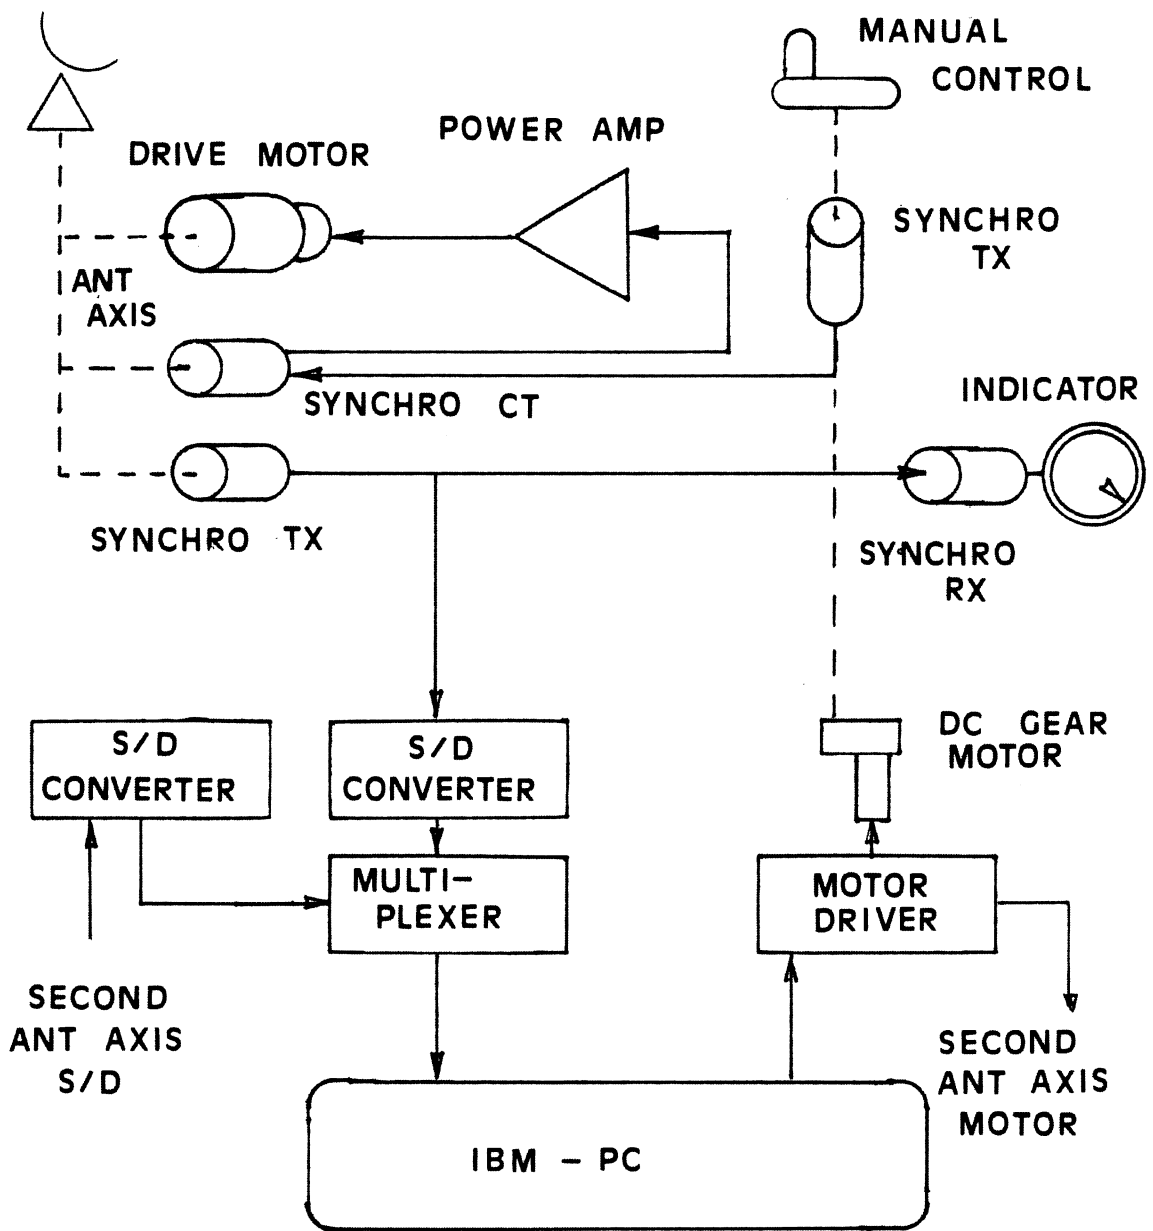 MANUAL
CONTROL
POWER AMP
DRIVE MOTOR
SYNCHRO
TX
ANT
AXIS
SYNCHRO CT
INDICATOR
SYNCHRO TX
SYNCHRO
RX
S/D
CONVERTER
S/D
CONVERTER
DC GEAR
MOTOR
MULTI-
PLEXER
MOTOR
DRIVER
SECOND
ANT AXIS
S/D
SECOND
ANT AXIS
MOTOR
IBM - PC